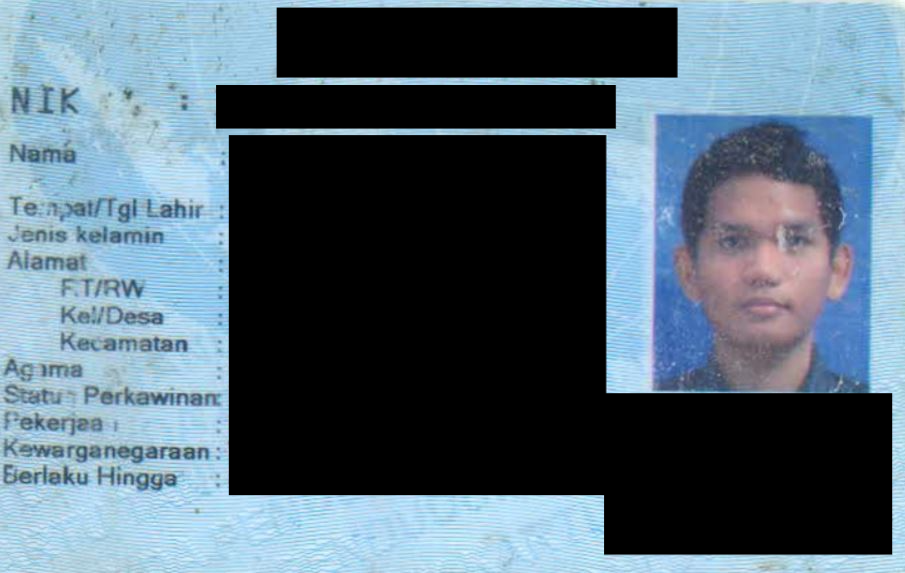 NIK :
Nama :
Tempat/Tgl Lahir :
Jenis kelamin :
Alamat :
RT/RW :
Kel/Desa :
Kecamatan :
Agama :
Status Perkawinan:
Pekerjaan :
Kewarganegaraan :
Berlaku Hingga :